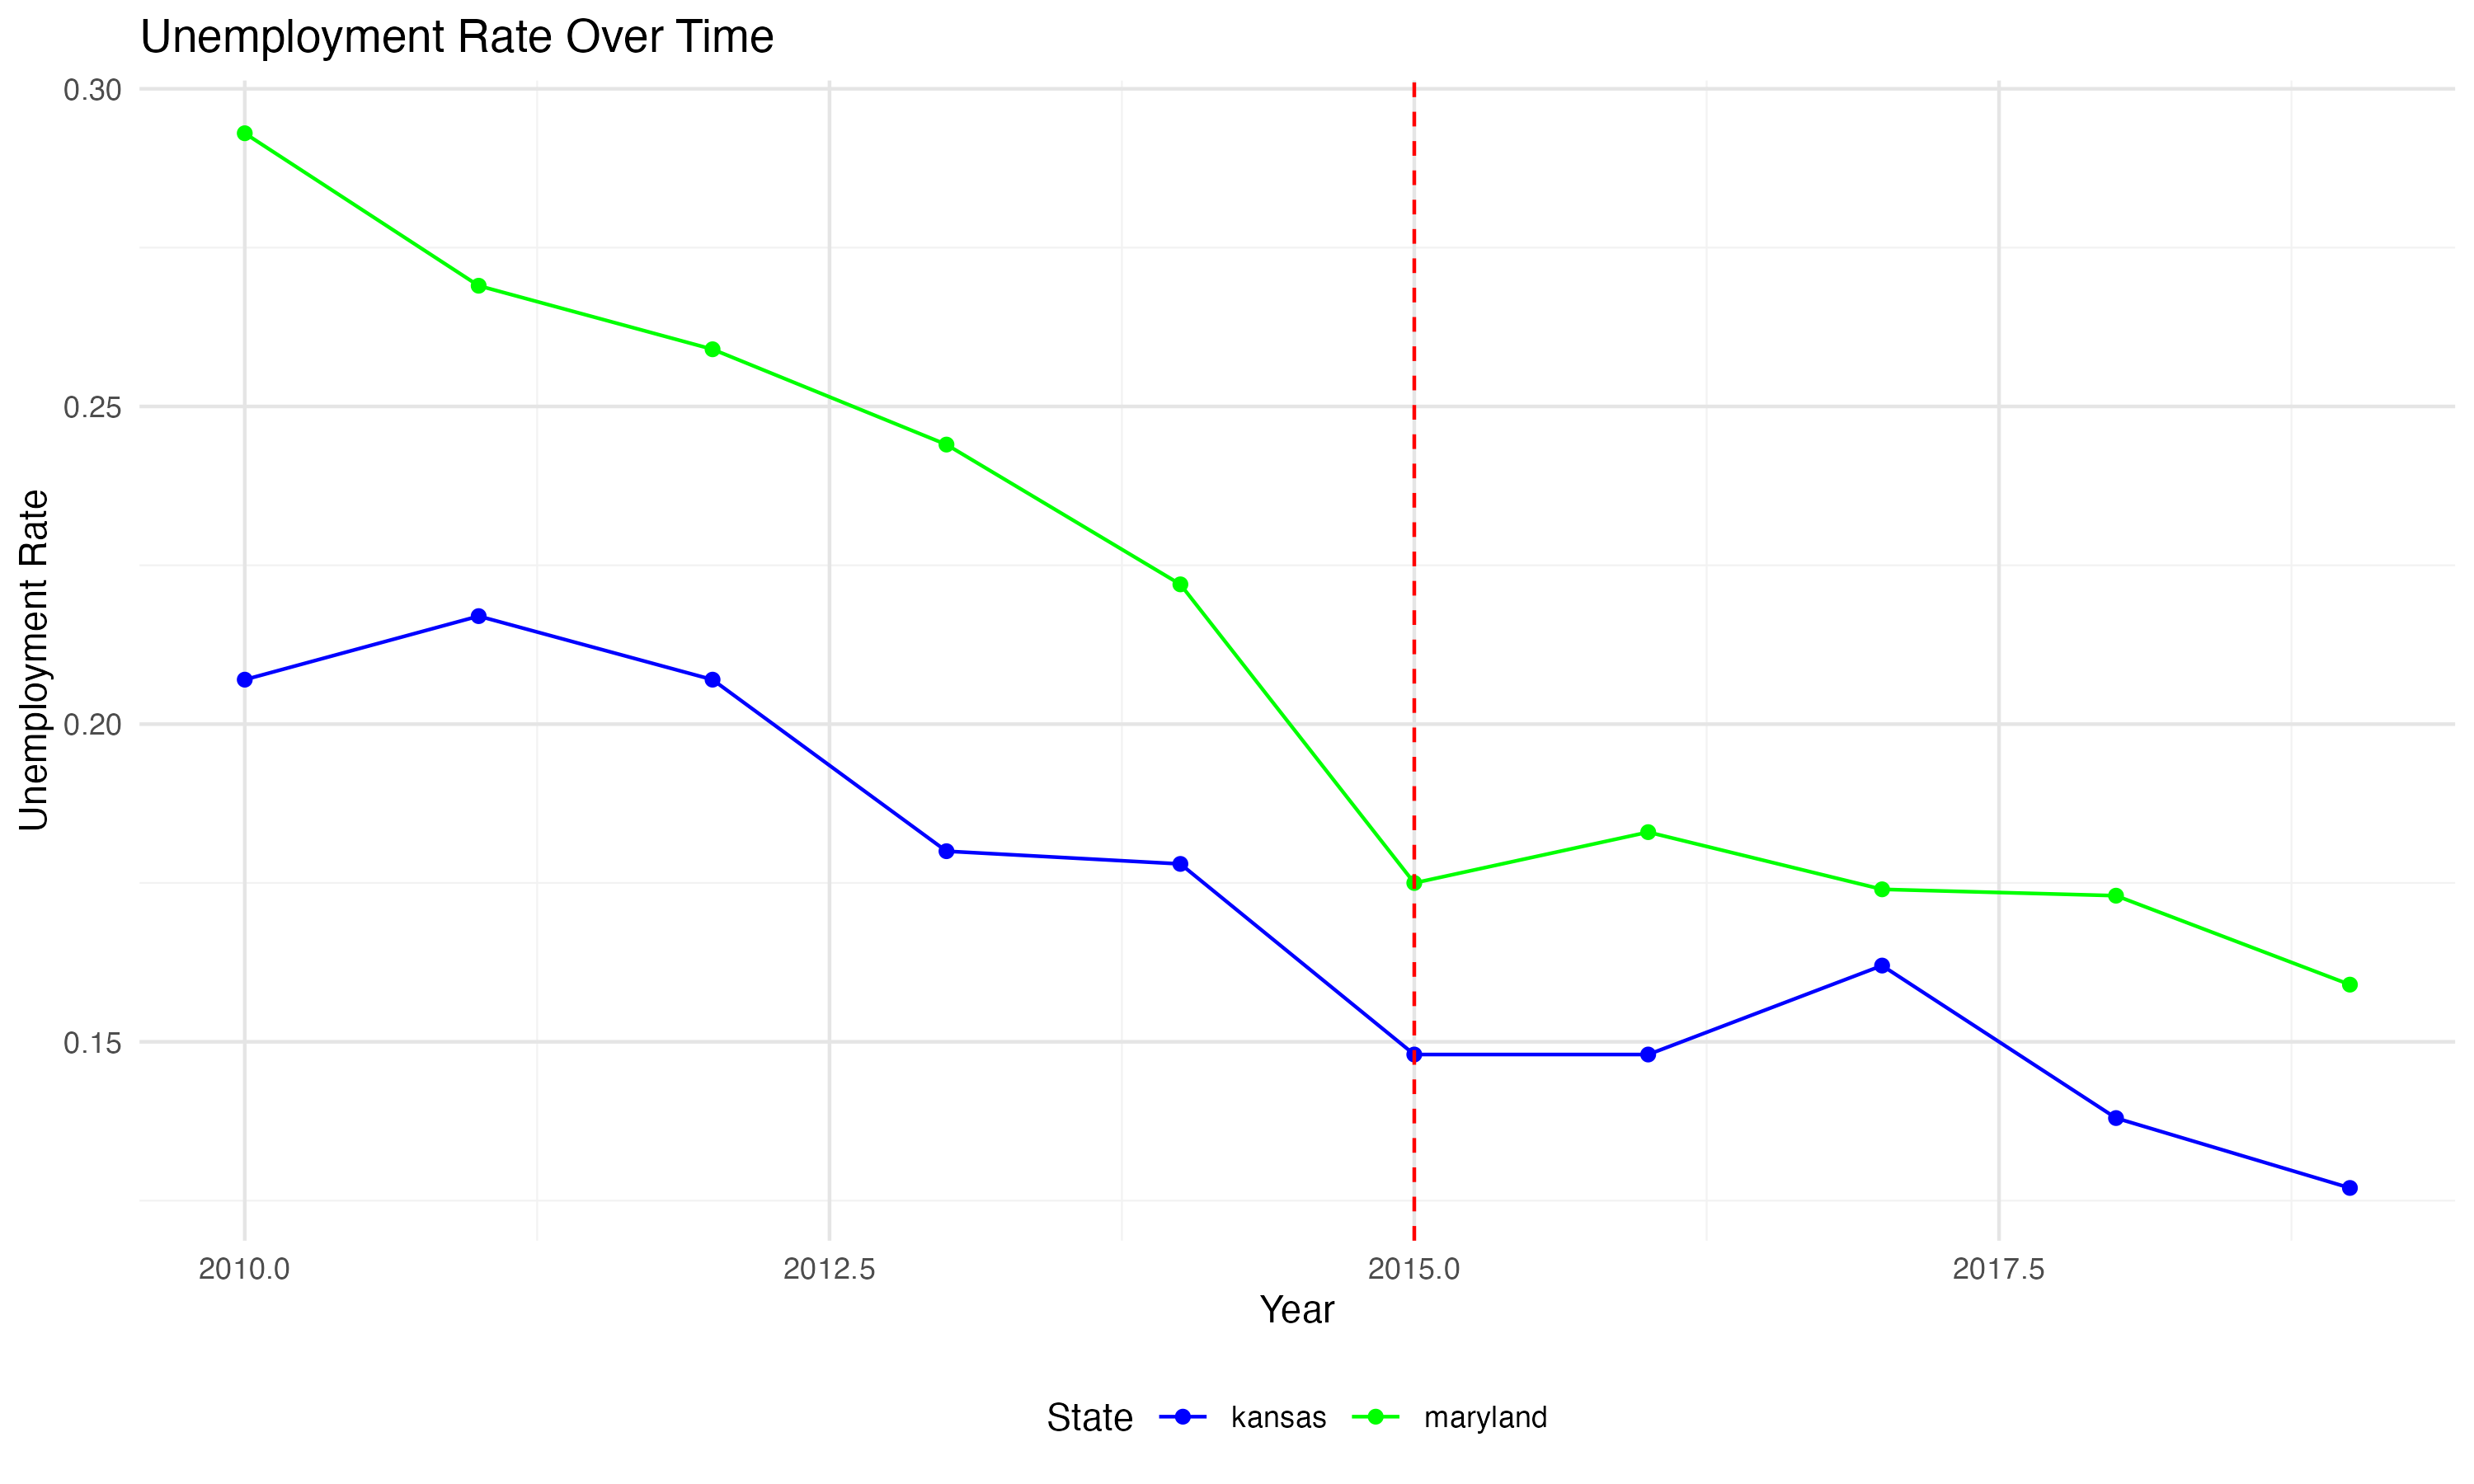 Unemployment Rate Over Time
Unemployment Rate
0.30
0.25
0.20
0.15
2010.0 2012.5 2015.0 2017.5
Year
State kansas maryland